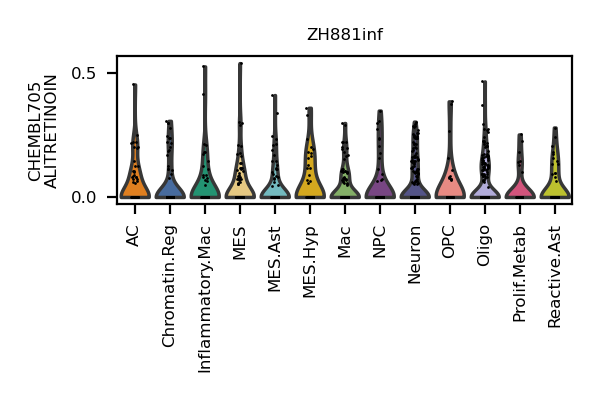 ZH881inf
CHEMBL705
ALITRETINOIN
0.5
0.0
AC
Chromatin.Reg
Inflammatory.Mac
MES
MES.Ast
MES.Hyp
Mac
NPC
Neuron
OPC
Oligo
Prolif.Metab
Reactive.Ast